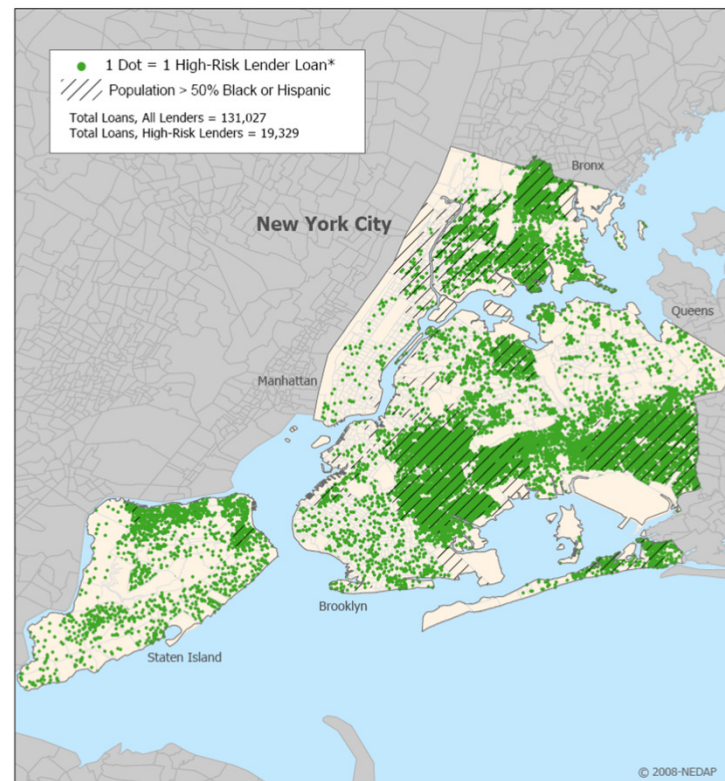 1 Dot = 1 High-Risk Lender Loan*
Population > 50% Black or Hispanic
Total Loans, All Lenders = 131,027
Total Loans, High-Risk Lenders = 19,329
Bronx
New York City
Queens
Manhattan
Brooklyn
Staten Island
© 2008-NEDAP